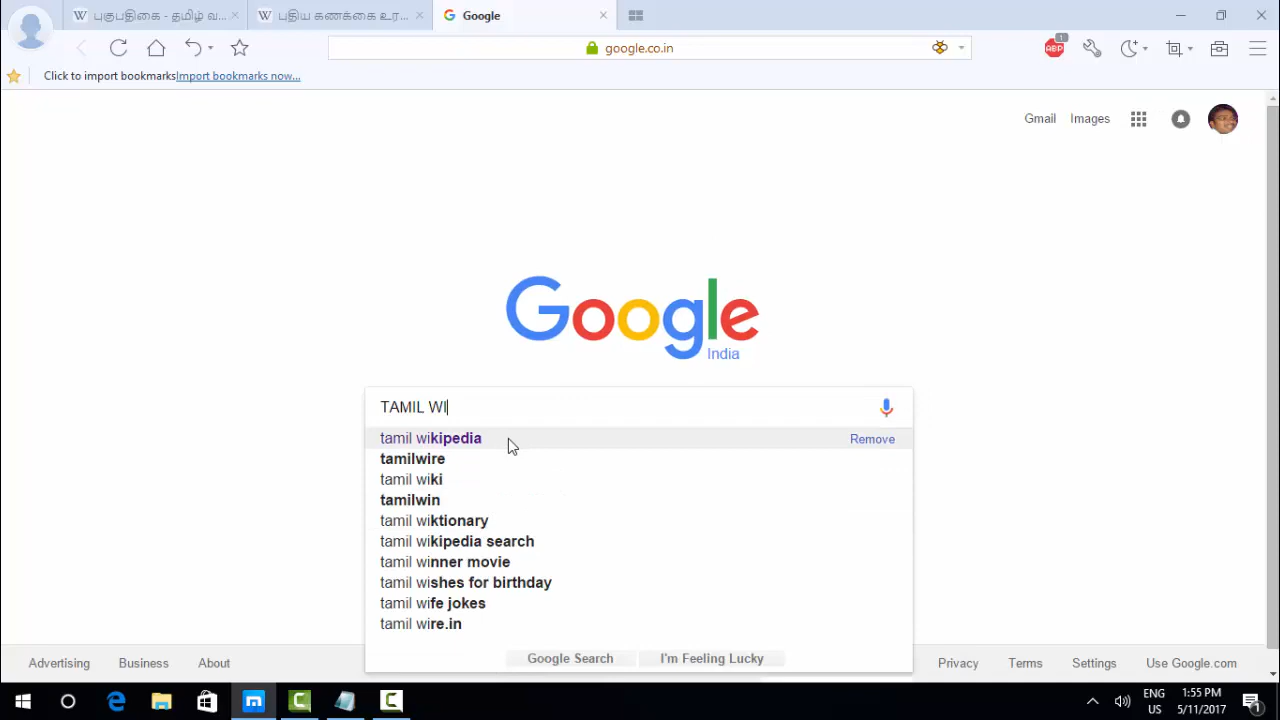 புகுபதிகை - தமிழ் வ...
புதிய கணக்கை உரு...
Google
google.co.in
1
ABP
Click to import bookmarks Import bookmarks now...
Gmail
Images
Google
India
TAMIL WI
tamil wikipedia
Remove
tamilwire
tamil wiki
tamilwin
tamil wiktionary
tamil wikipedia search
tamil winner movie
tamil wishes for birthday
tamil wife jokes
tamil wire.in
Google Search
I'm Feeling Lucky
Advertising
Business
About
Privacy
Terms
Settings
Use Google.com
ENG
US
1:55 PM
5/11/2017
1